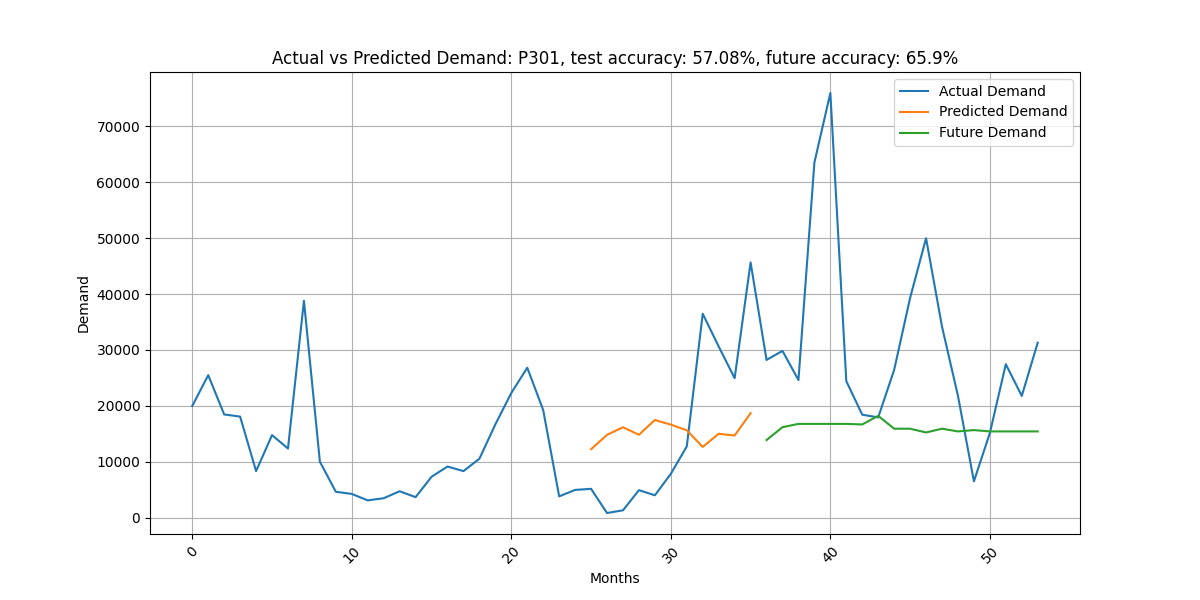 Actual vs Predicted Demand: P301, test accuracy: 57.08%, future accuracy: 65.9%
Actual Demand
Predicted Demand
Future Demand
70000
60000
50000
40000
30000
20000
10000
0
Demand
0
10
20
30
40
50
Months